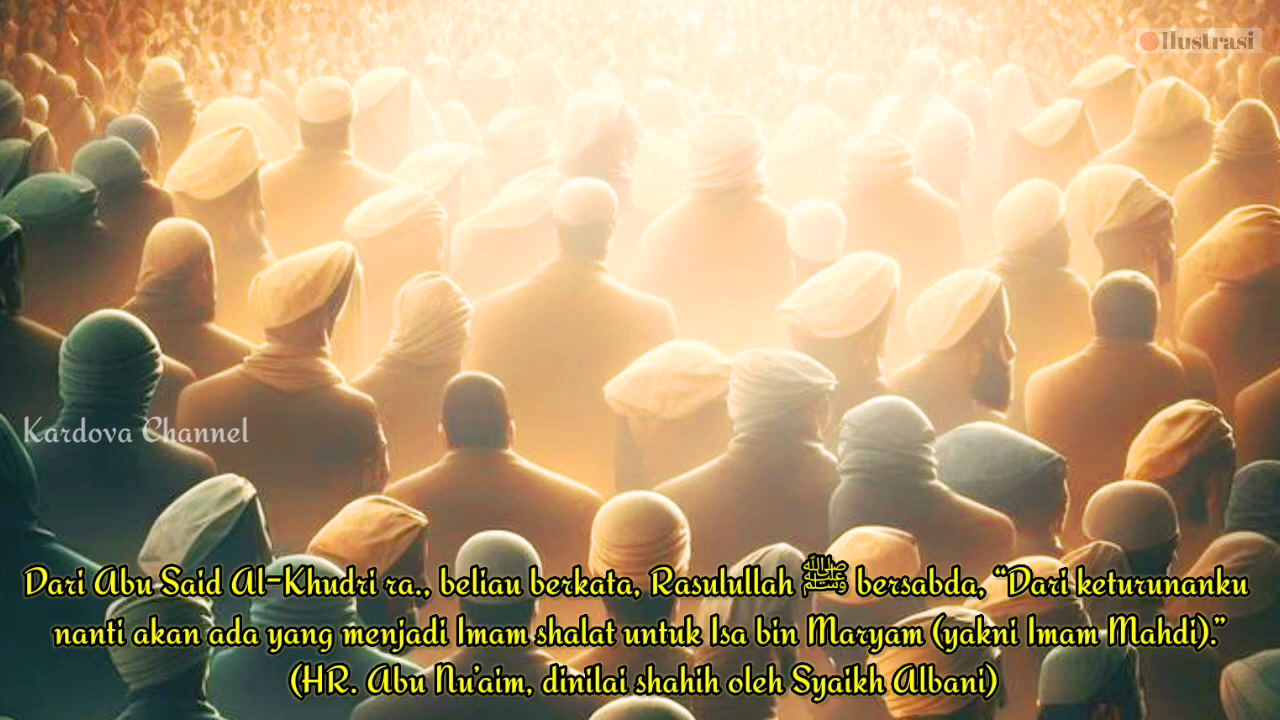 Ilustrasi
Kardova Channel
Dari Abu Said Al-Khudri ra., beliau berkata, Rasulullah ﷺ bersabda, “Dari keturunanku
nanti akan ada yang menjadi Imam shalat untuk Isa bin Maryam (yakni Imam Mahdi).”
(HR. Abu Nu'aim, dinilai shahih oleh Syaikh Albani)